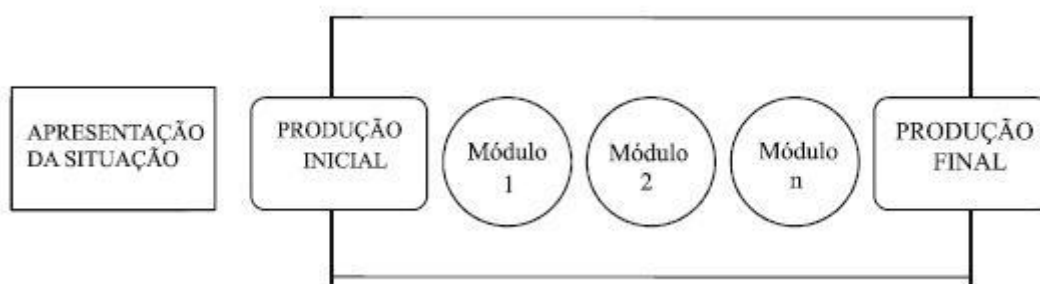 APRESENTAÇÃO
DA SITUAÇÃO
PRODUÇÃO
INICIAL
Módulo
1
Módulo
2
Módulo
n
PRODUÇÃO
FINAL